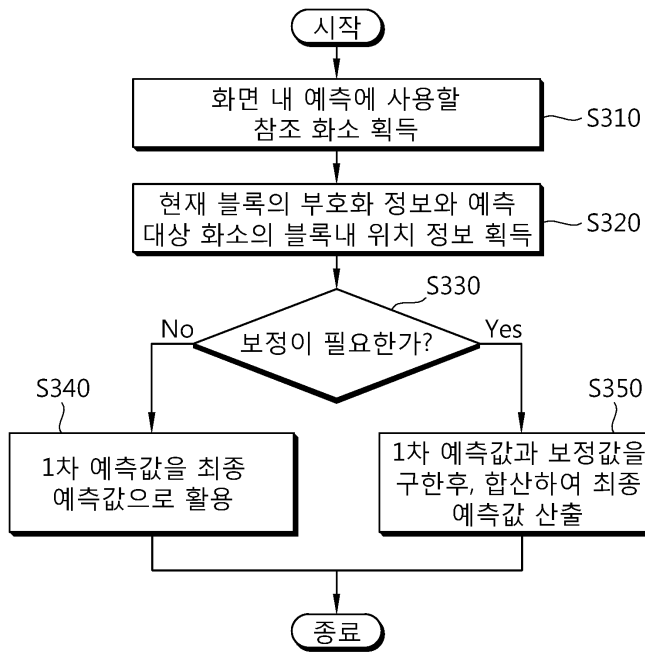 시작
화면 내 예측에 사용할
참조 화소 획득
S310
현재 블록의 부호화 정보와 예측
대상 화소의 블록내 위치 정보 획득
S320
S330
보정이 필요한가?
No
Yes
S340
1차 예측값을 최종
예측값으로 활용
S350
1차 예측값과 보정값을
구한후, 합산하여 최종
예측값 산출
종료